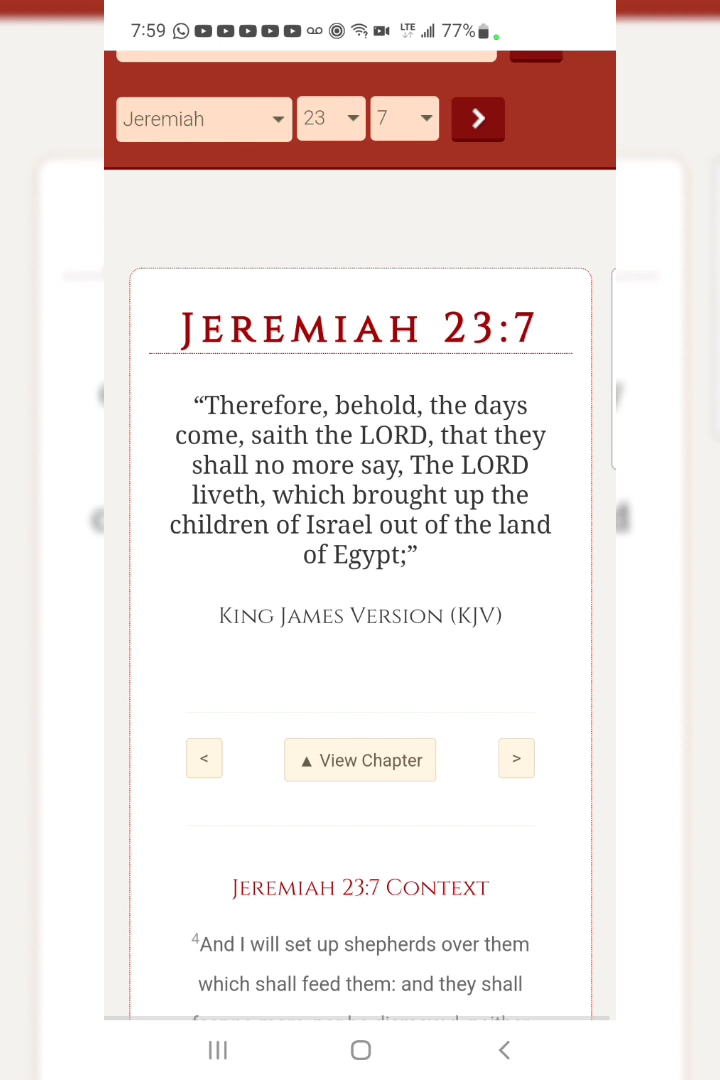 7:59 LTE 77%
Jeremiah 23 7
JEREMIAH 23:7
“Therefore, behold, the days
come, saith the LORD, that they
shall no more say, The LORD
liveth, which brought up the
children of Israel out of the land
of Egypt;”
KING JAMES VERSION (KJV)
< ▲ View Chapter >
JEREMIAH 23:7 CONTEXT
4And I will set up shepherds over them
which shall feed them: and they shall